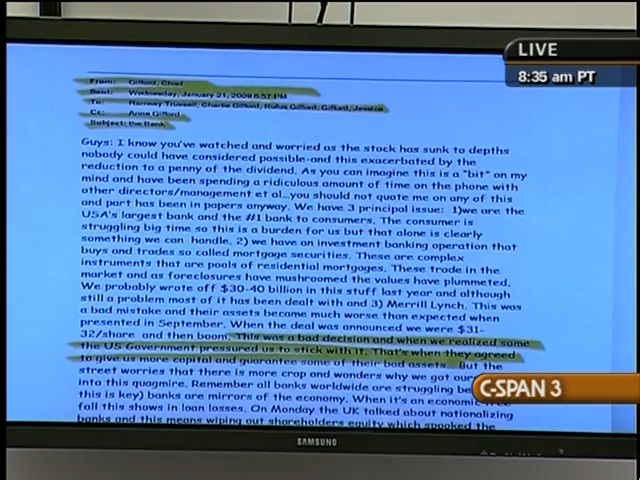 LIVE
8:35 am PT
From: Gifford, Chad
Sent: Wednesday, January 21, 2009 6:57 PM
To: Ramsay Trussell, Charlie Gifford, Rufus Gifford, Gifford, Jessica
Cc: Anne Gifford
Subject: the Bank
Guys: I know you've watched and worried as the stock has sunk to depths
nobody could have considered possible-and this exacerbated by the
reduction to a penny of the dividend. As you can imagine this is a "bit" on my
mind and have been spending a ridiculous amount of time on the phone with
other directors/management et al...you should not quote me on any of this
and part has been in papers anyway. We have 3 principal issue: 1)we are the
USA's largest bank and the #1 bank to consumers. The consumer is
struggling big time so this is a burden for us but that alone is clearly
something we can handle. 2) we have an investment banking operation that
buys and trades so called mortgage securities. These are complex
instruments that are pools of residential mortgages. These trade in the
market and as foreclosures have mushroomed the values have plummeted.
We probably wrote off $30-40 billion in this stuff last year and although
still a problem most of it has been dealt with and 3) Merrill Lynch. This was
a bad mistake and their assets became much worse than expected when
presented in September. When the deal was announced we were $31-
32/share and then boom. This was a bad decision and when we realized same
the US Government pressured us to stick with it. That's when they agreed
to give us more capital and guarantee some of their bad assets. But the
street worries that there is more crap and wonders why we got our
into this quagmire. Remember all banks worldwide are struggling
this is key) banks are mirrors of the economy. When it's an economic
fall this shows in loan losses. On Monday the UK talked about nationalizing
banks and this means wiping out shareholders equity which spooked the
C-SPAN 3
SAMSUNG